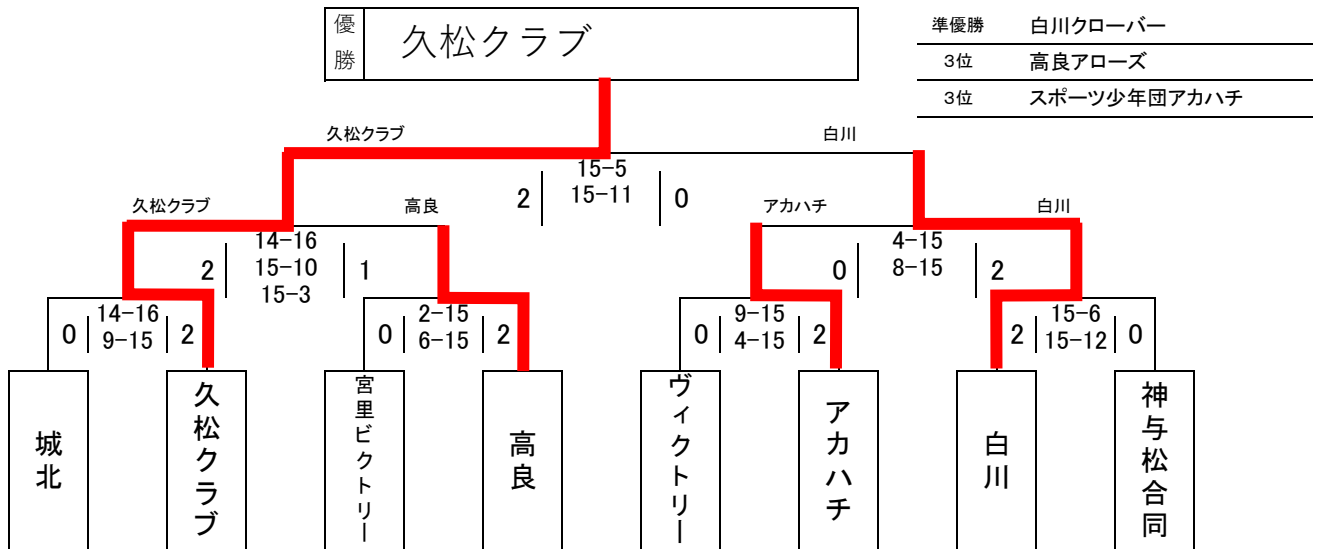 優勝
久松クラブ
準優勝 白川クローバー
3位 高良アローズ
3位 スポーツ少年団アカハチ
久松クラブ
白川
2
15-5
15-11
0
久松クラブ
高良
アカハチ
白川
2
14-16
15-10
15-3
1
0
4-15
8-15
2
0
14-16
9-15
2
0
2-15
6-15
2
0
9-15
4-15
2
2
15-6
15-12
0
城北
久松クラブ
宮里ビクトリー
高良
ヴィクトリー
アカハチ
白川
神与松合同